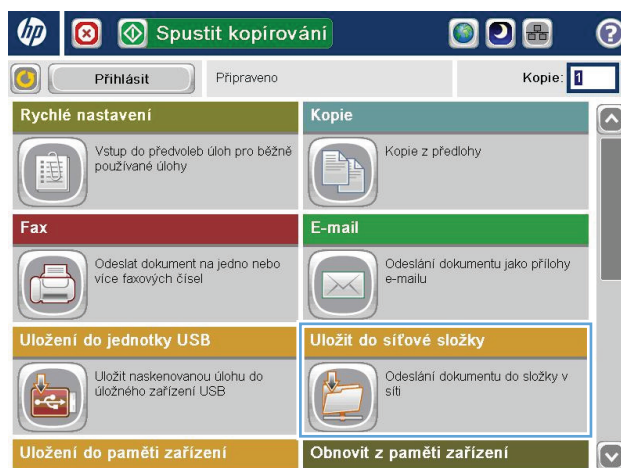 hp
Spustit kopírování
?
Přihlásit
Připraveno
Kopie: 1
Rychlé nastavení
Vstup do předvoleb úloh pro běžně
používané úlohy
Kopie
Kopie z předlohy
Fax
Odeslat dokument na jedno nebo
více faxových čísel
E-mail
Odeslání dokumentu jako přílohy
e-mailu
Uložení do jednotky USB
Uložit naskenovanou úlohu do
úložného zařízení USB
Uložit do síťové složky
Odeslání dokumentu do složky v
síti
Uložení do paměti zařízení
Obnovit z paměti zařízení